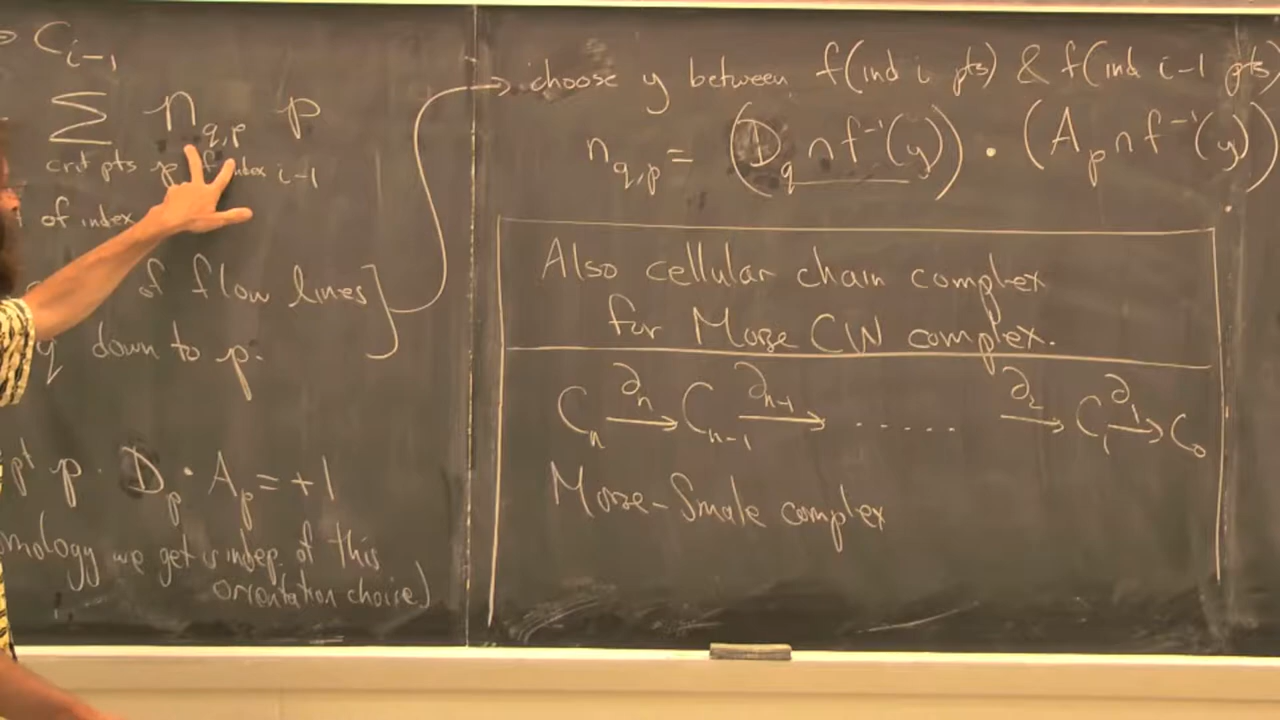 C_{i-1}
∑ n_{q,p} p
crit pts p of index i-1
of index
of flow lines
q down to p.
pt p. D_p · A_p = +1
we get is indep. of this
orientation choise)
→ choose y between f(ind i pts) & f(ind i-1 pts)
n_{q,p} = (D_q ∩ f⁻¹(y)) · (A_p ∩ f⁻¹(y))
Also cellular chain complex
for Morse CW complex.
C_n →^{∂_n} C_{n-1} →^{∂_{n-1}} ...... →^{∂_2} C_1 →^{∂_1} C_0
Morse-Smale complex